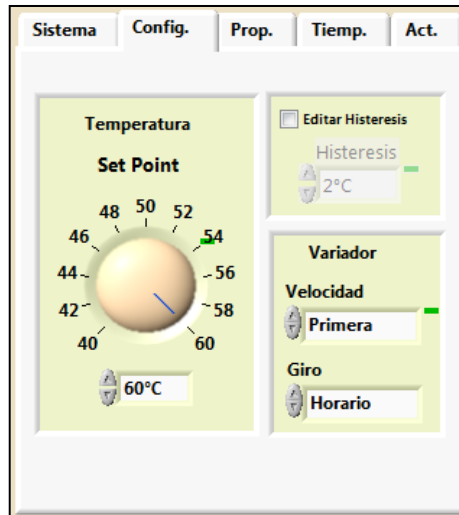 Sistema Config. Prop. Tiemp. Act.
Temperatura
Set Point
40 42 44 46 48 50 52 54 56 58 60
60°C
Editar Histeresis
Histeresis
2°C
Variador
Velocidad
Primera
Giro
Horario